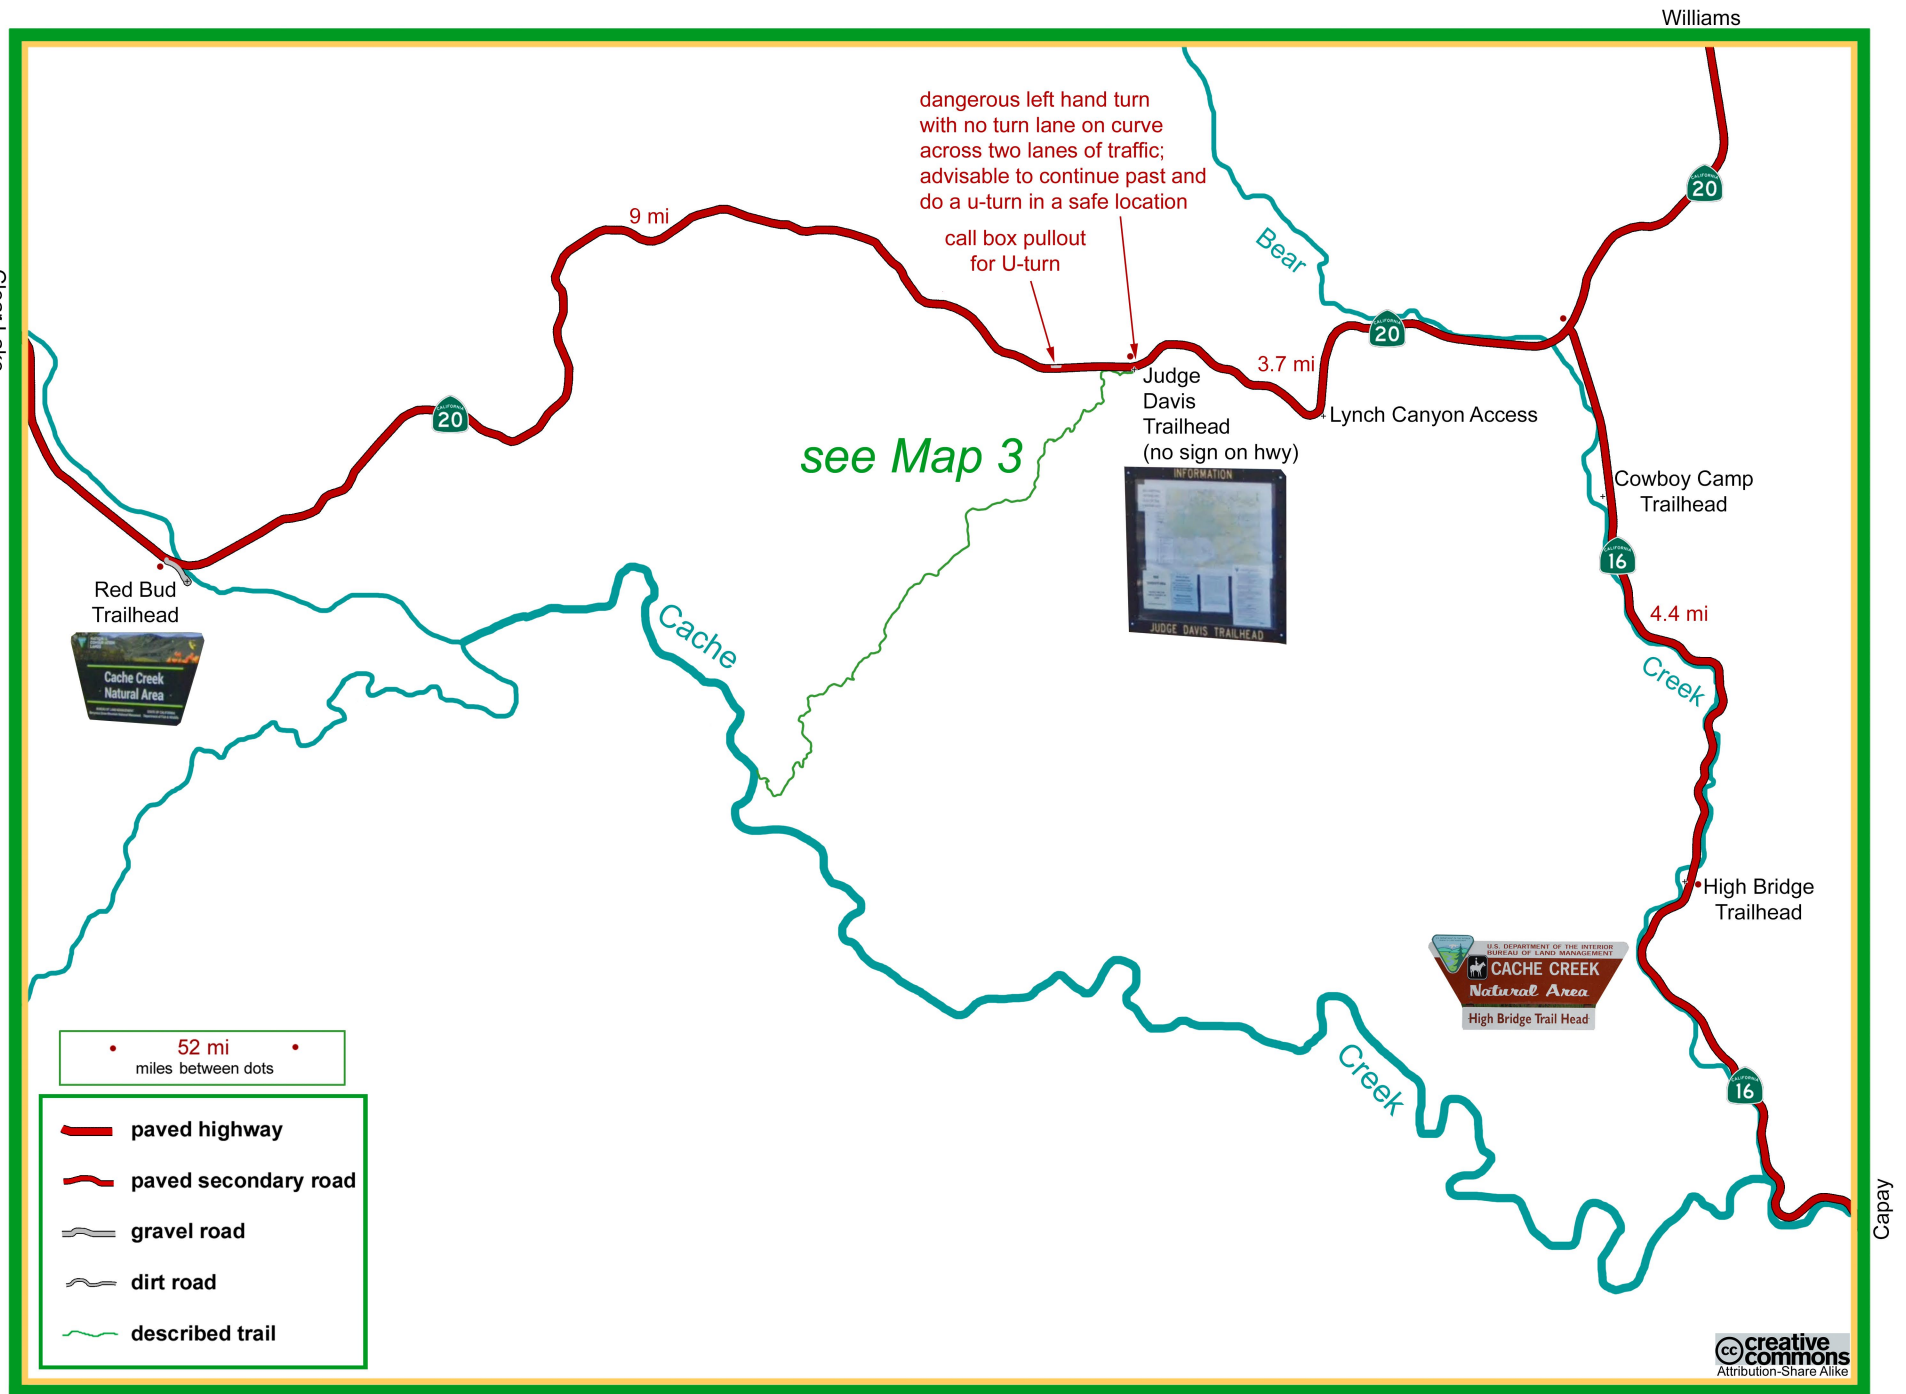 Williams
dangerous left hand turn
with no turn lane on curve
across two lanes of traffic;
advisable to continue past and
do a u-turn in a safe location
call box pullout
for U-turn
9 mi
CALIFORNIA
20
Bear
CALIFORNIA
20
3.7 mi
Judge
Davis
Trailhead
(no sign on hwy)
Lynch Canyon Access
CALIFORNIA
20
see Map 3
INFORMATION
JUDGE DAVIS TRAILHEAD
Cowboy Camp
Trailhead
CALIFORNIA
16
4.4 mi
Creek
Red Bud
Trailhead
Cache Creek
Natural Area
Cache
High Bridge
Trailhead
U.S. DEPARTMENT OF THE INTERIOR
BUREAU OF LAND MANAGEMENT
CACHE CREEK
Natural Area
High Bridge Trail Head
Creek
CALIFORNIA
16
Capay
52 mi
miles between dots
paved highway
paved secondary road
gravel road
dirt road
described trail
cc creative
commons
Attribution-Share Alike